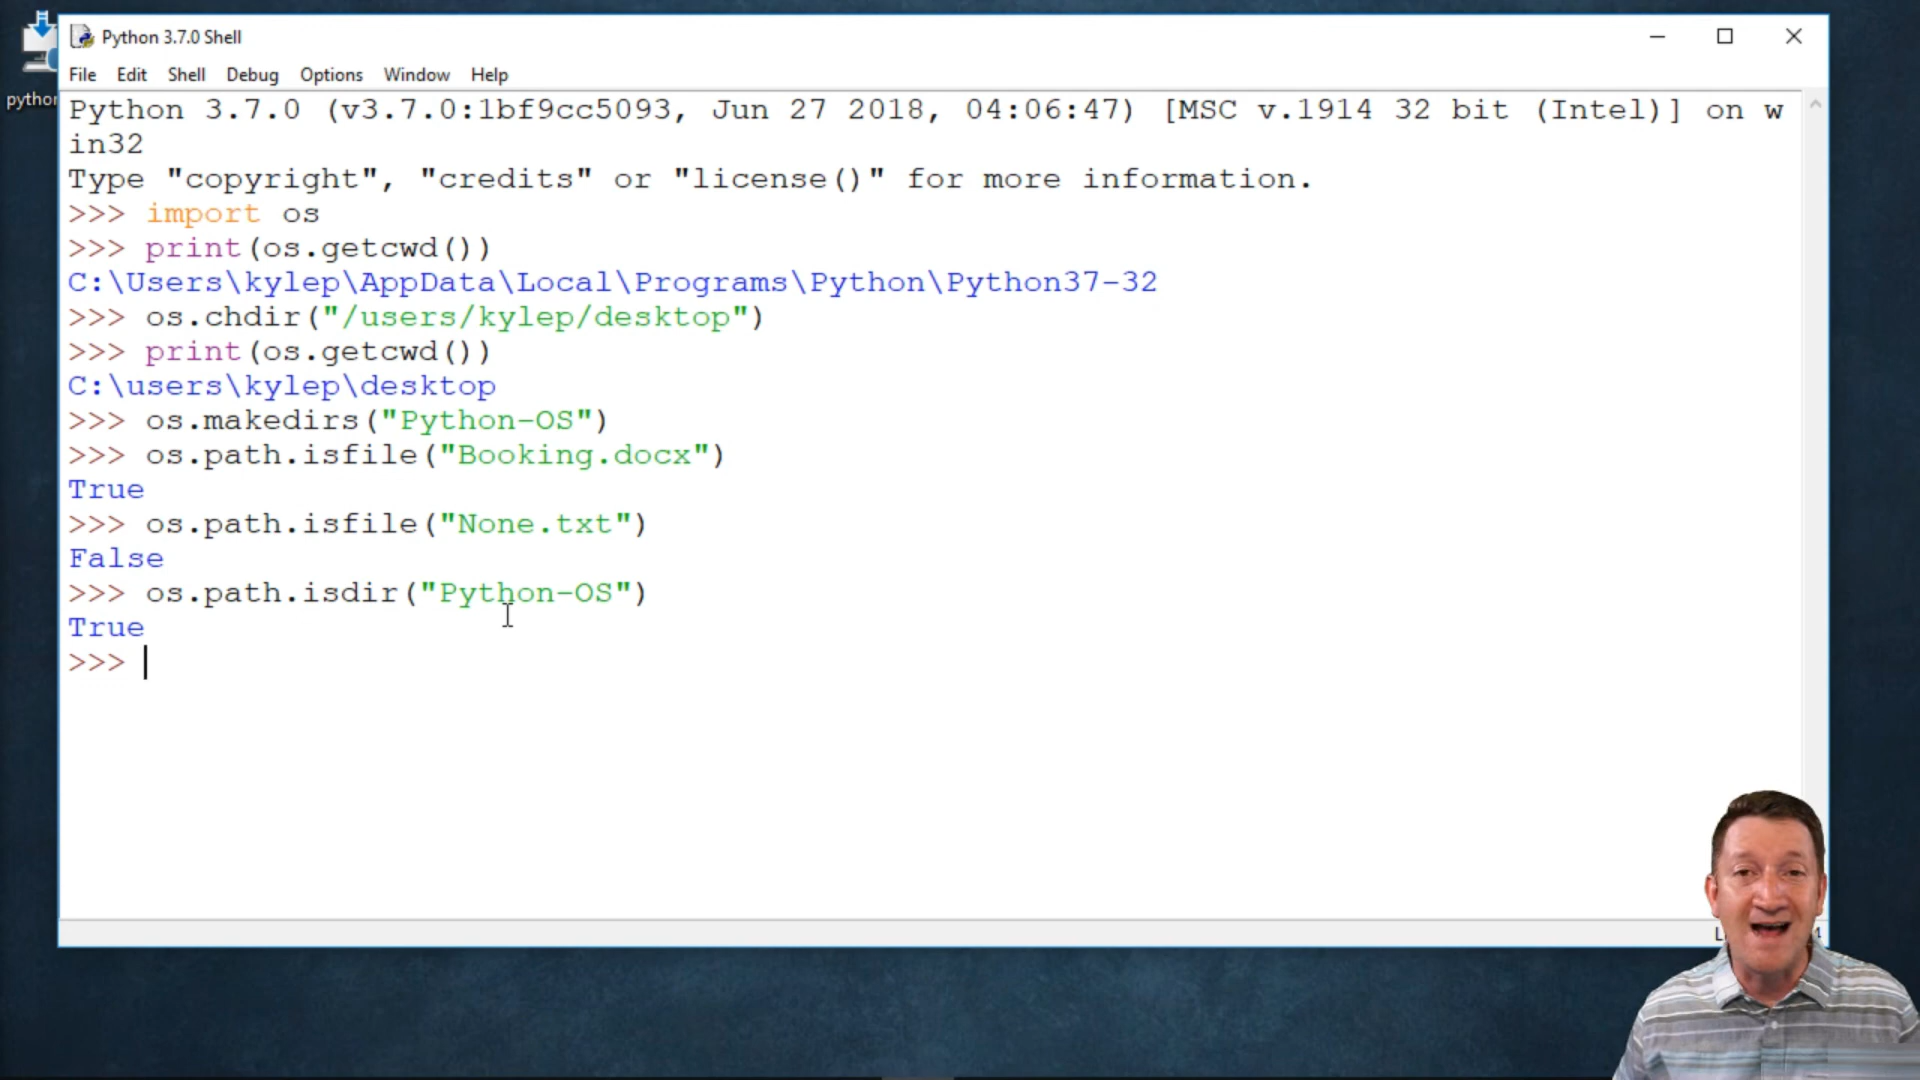 Python 3.7.0 Shell
File Edit Shell Debug Options Window Help
Python 3.7.0 (v3.7.0:1bf9cc5093, Jun 27 2018, 04:06:47) [MSC v.1914 32 bit (Intel)] on w
in32
Type "copyright", "credits" or "license()" for more information.
>>> import os
>>> print(os.getcwd())
C:\Users\kylep\AppData\Local\Programs\Python\Python37-32
>>> os.chdir("/users/kylep/desktop")
>>> print(os.getcwd())
C:\users\kylep\desktop
>>> os.makedirs("Python-OS")
>>> os.path.isfile("Booking.docx")
True
>>> os.path.isfile("None.txt")
False
>>> os.path.isdir("Python-OS")
True
>>>